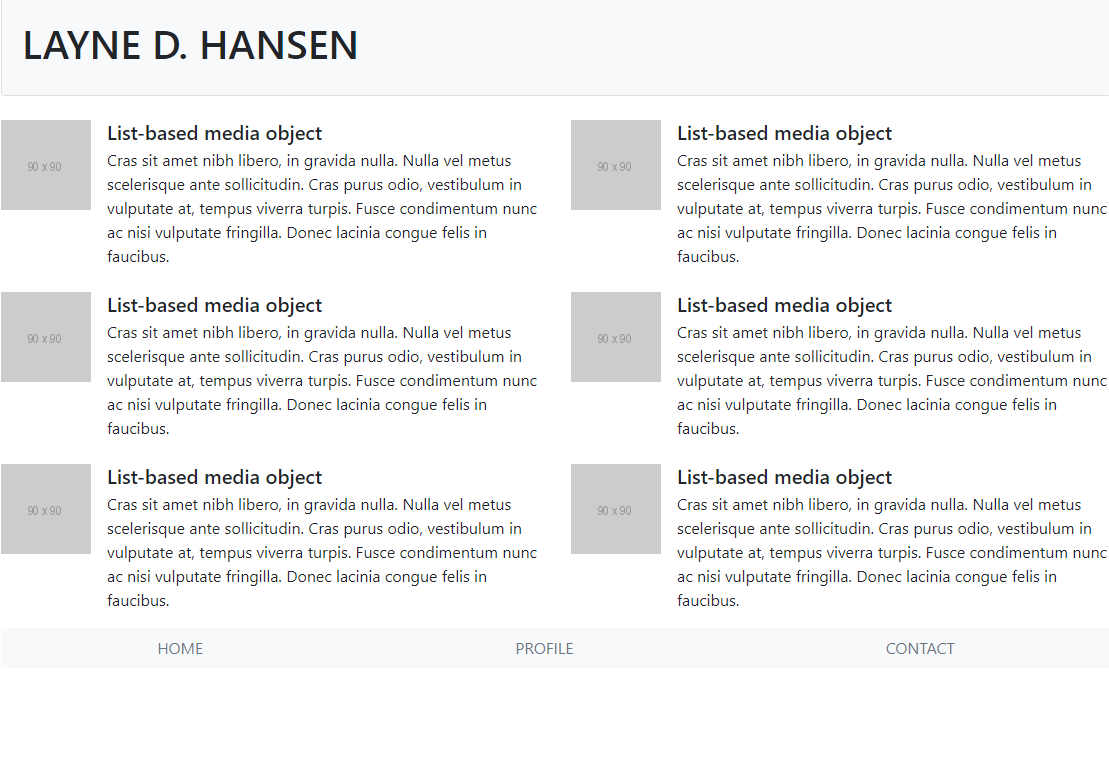 LAYNE D. HANSEN
90 x 90
List-based media object
Cras sit amet nibh libero, in gravida nulla. Nulla vel metus
scelerisque ante sollicitudin. Cras purus odio, vestibulum in
vulputate at, tempus viverra turpis. Fusce condimentum nunc
ac nisi vulputate fringilla. Donec lacinia congue felis in
faucibus.
90 x 90
List-based media object
Cras sit amet nibh libero, in gravida nulla. Nulla vel metus
scelerisque ante sollicitudin. Cras purus odio, vestibulum in
vulputate at, tempus viverra turpis. Fusce condimentum nunc
ac nisi vulputate fringilla. Donec lacinia congue felis in
faucibus.
90 x 90
List-based media object
Cras sit amet nibh libero, in gravida nulla. Nulla vel metus
scelerisque ante sollicitudin. Cras purus odio, vestibulum in
vulputate at, tempus viverra turpis. Fusce condimentum nunc
ac nisi vulputate fringilla. Donec lacinia congue felis in
faucibus.
90 x 90
List-based media object
Cras sit amet nibh libero, in gravida nulla. Nulla vel metus
scelerisque ante sollicitudin. Cras purus odio, vestibulum in
vulputate at, tempus viverra turpis. Fusce condimentum nunc
ac nisi vulputate fringilla. Donec lacinia congue felis in
faucibus.
90 x 90
List-based media object
Cras sit amet nibh libero, in gravida nulla. Nulla vel metus
scelerisque ante sollicitudin. Cras purus odio, vestibulum in
vulputate at, tempus viverra turpis. Fusce condimentum nunc
ac nisi vulputate fringilla. Donec lacinia congue felis in
faucibus.
90 x 90
List-based media object
Cras sit amet nibh libero, in gravida nulla. Nulla vel metus
scelerisque ante sollicitudin. Cras purus odio, vestibulum in
vulputate at, tempus viverra turpis. Fusce condimentum nunc
ac nisi vulputate fringilla. Donec lacinia congue felis in
faucibus.
HOME PROFILE CONTACT